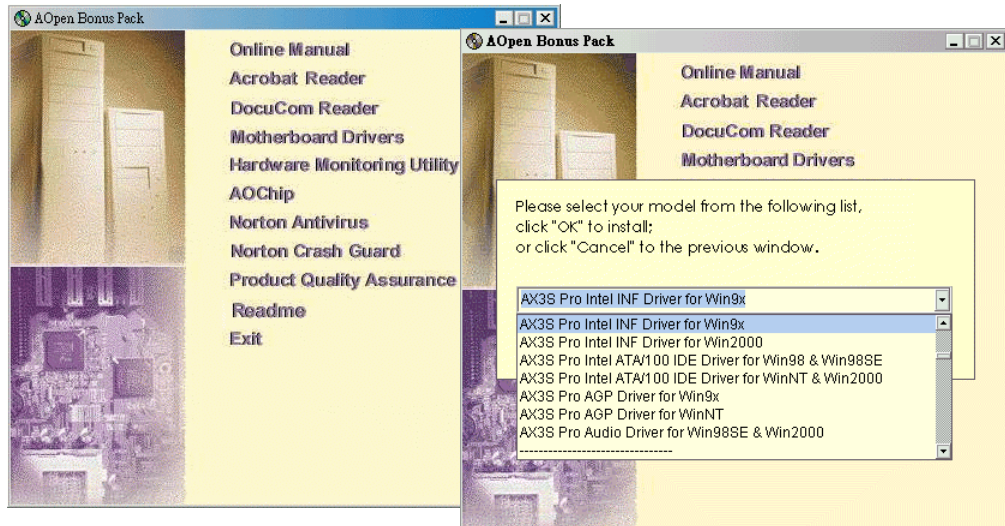 AOpen Bonus Pack
Online Manual
Acrobat Reader
DocuCom Reader
Motherboard Drivers
Hardware Monitoring Utility
AOChip
Norton Antivirus
Norton Crash Guard
Product Quality Assurance
Readme
Exit
AOpen Bonus Pack
Online Manual
Acrobat Reader
DocuCom Reader
Motherboard Drivers
Please select your model from the following list,
click "OK" to install;
or click "Cancel" to the previous window.
AX3S Pro Intel INF Driver for Win9x
AX3S Pro Intel INF Driver for Win9x
AX3S Pro Intel INF Driver for Win2000
AX3S Pro Intel ATA/100 IDE Driver for Win98 & Win98SE
AX3S Pro Intel ATA/100 IDE Driver for WinNT & Win2000
AX3S Pro AGP Driver for Win9x
AX3S Pro AGP Driver for WinNT
AX3S Pro Audio Driver for Win98SE & Win2000
--------------------------------